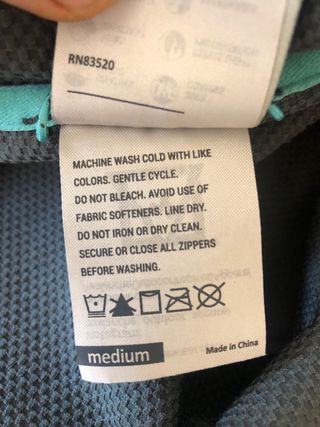 RN83520
MACHINE WASH COLD WITH LIKE
COLORS. GENTLE CYCLE.
DO NOT BLEACH. AVOID USE OF
FABRIC SOFTENERS. LINE DRY.
DO NOT IRON OR DRY CLEAN.
SECURE OR CLOSE ALL ZIPPERS
BEFORE WASHING.
medium
Made in China